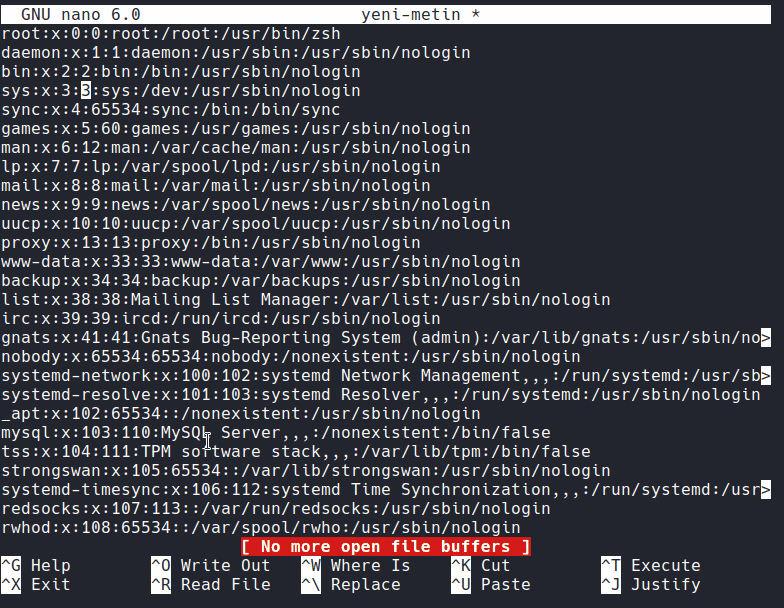 GNU nano 6.0 yeni-metin *
root:x:0:0:root:/root:/usr/bin/zsh
daemon:x:1:1:daemon:/usr/sbin:/usr/sbin/nologin
bin:x:2:2:bin:/bin:/usr/sbin/nologin
sys:x:3:3:sys:/dev:/usr/sbin/nologin
sync:x:4:65534:sync:/bin:/bin/sync
games:x:5:60:games:/usr/games:/usr/sbin/nologin
man:x:6:12:man:/var/cache/man:/usr/sbin/nologin
lp:x:7:7:lp:/var/spool/lpd:/usr/sbin/nologin
mail:x:8:8:mail:/var/mail:/usr/sbin/nologin
news:x:9:9:news:/var/spool/news:/usr/sbin/nologin
uucp:x:10:10:uucp:/var/spool/uucp:/usr/sbin/nologin
proxy:x:13:13:proxy:/bin:/usr/sbin/nologin
www-data:x:33:33:www-data:/var/www:/usr/sbin/nologin
backup:x:34:34:backup:/var/backups:/usr/sbin/nologin
list:x:38:38:Mailing List Manager:/var/list:/usr/sbin/nologin
irc:x:39:39:ircd:/run/ircd:/usr/sbin/nologin
gnats:x:41:41:Gnats Bug-Reporting System (admin):/var/lib/gnats:/usr/sbin/no>
nobody:x:65534:65534:nobody:/nonexistent:/usr/sbin/nologin
systemd-network:x:100:102:systemd Network Management,,,:/run/systemd:/usr/sb>
systemd-resolve:x:101:103:systemd Resolver,,,:/run/systemd:/usr/sbin/nologin
_apt:x:102:65534::/nonexistent:/usr/sbin/nologin
mysql:x:103:110:MySQL Server,,,:/nonexistent:/bin/false
tss:x:104:111:TPM software stack,,,:/var/lib/tpm:/bin/false
strongswan:x:105:65534::/var/lib/strongswan:/usr/sbin/nologin
systemd-timesync:x:106:112:systemd Time Synchronization,,,:/run/systemd:/usr>
redsocks:x:107:113::/var/run/redsocks:/usr/sbin/nologin
rwhod:x:108:65534::/var/spool/rwho:/usr/sbin/nologin
[ No more open file buffers ]
^G Help ^O Write Out ^W Where Is ^K Cut ^T Execute
^X Exit ^R Read File ^\ Replace ^U Paste ^J Justify